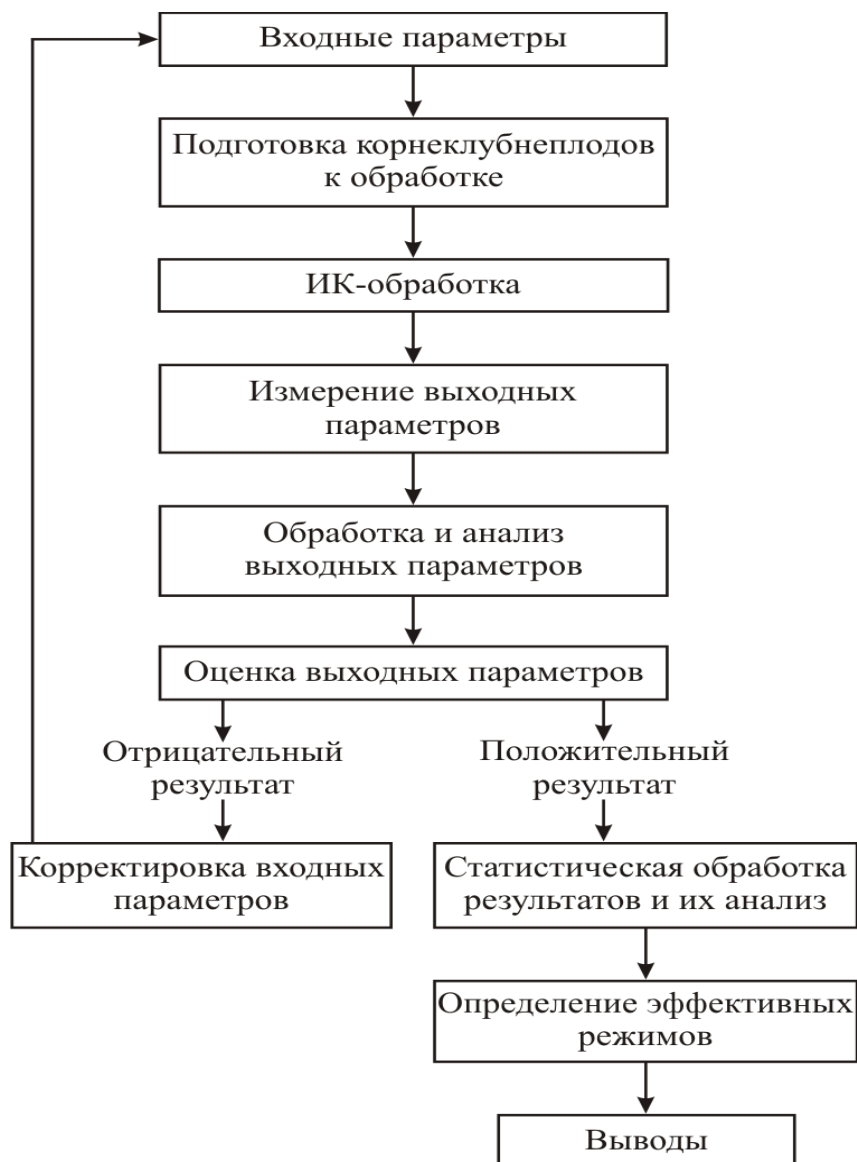 Входные параметры
Подготовка корнеклубнеплодов
к обработке
ИК-обработка
Измерение выходных
параметров
Обработка и анализ
выходных параметров
Оценка выходных параметров
Отрицательный
результат
Положительный
результат
Корректировка входных
параметров
Статистическая обработка
результатов и их анализ
Определение эффективных
режимов
Выводы